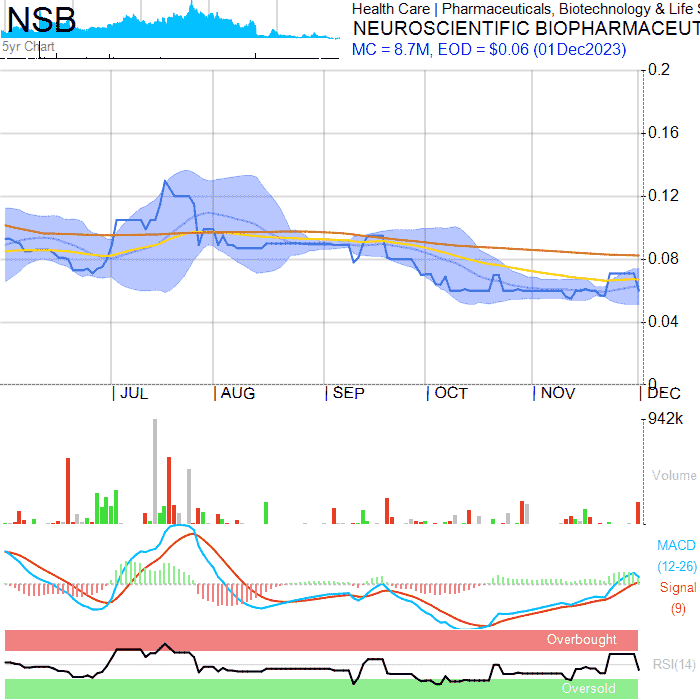 NSB
Health Care | Pharmaceuticals, Biotechnology & Life
NEUROSCIENTIFIC BIOPHARMACEUT
MC = 8.7M, EOD = $0.06 (01Dec2023)
5yr Chart
0.2
0.16
0.12
0.08
0.04
0
JUL AUG SEP OCT NOV DEC
942k
Volume
MACD
(12-26)
Signal
(9)
Overbought
RSI(14)
Oversold